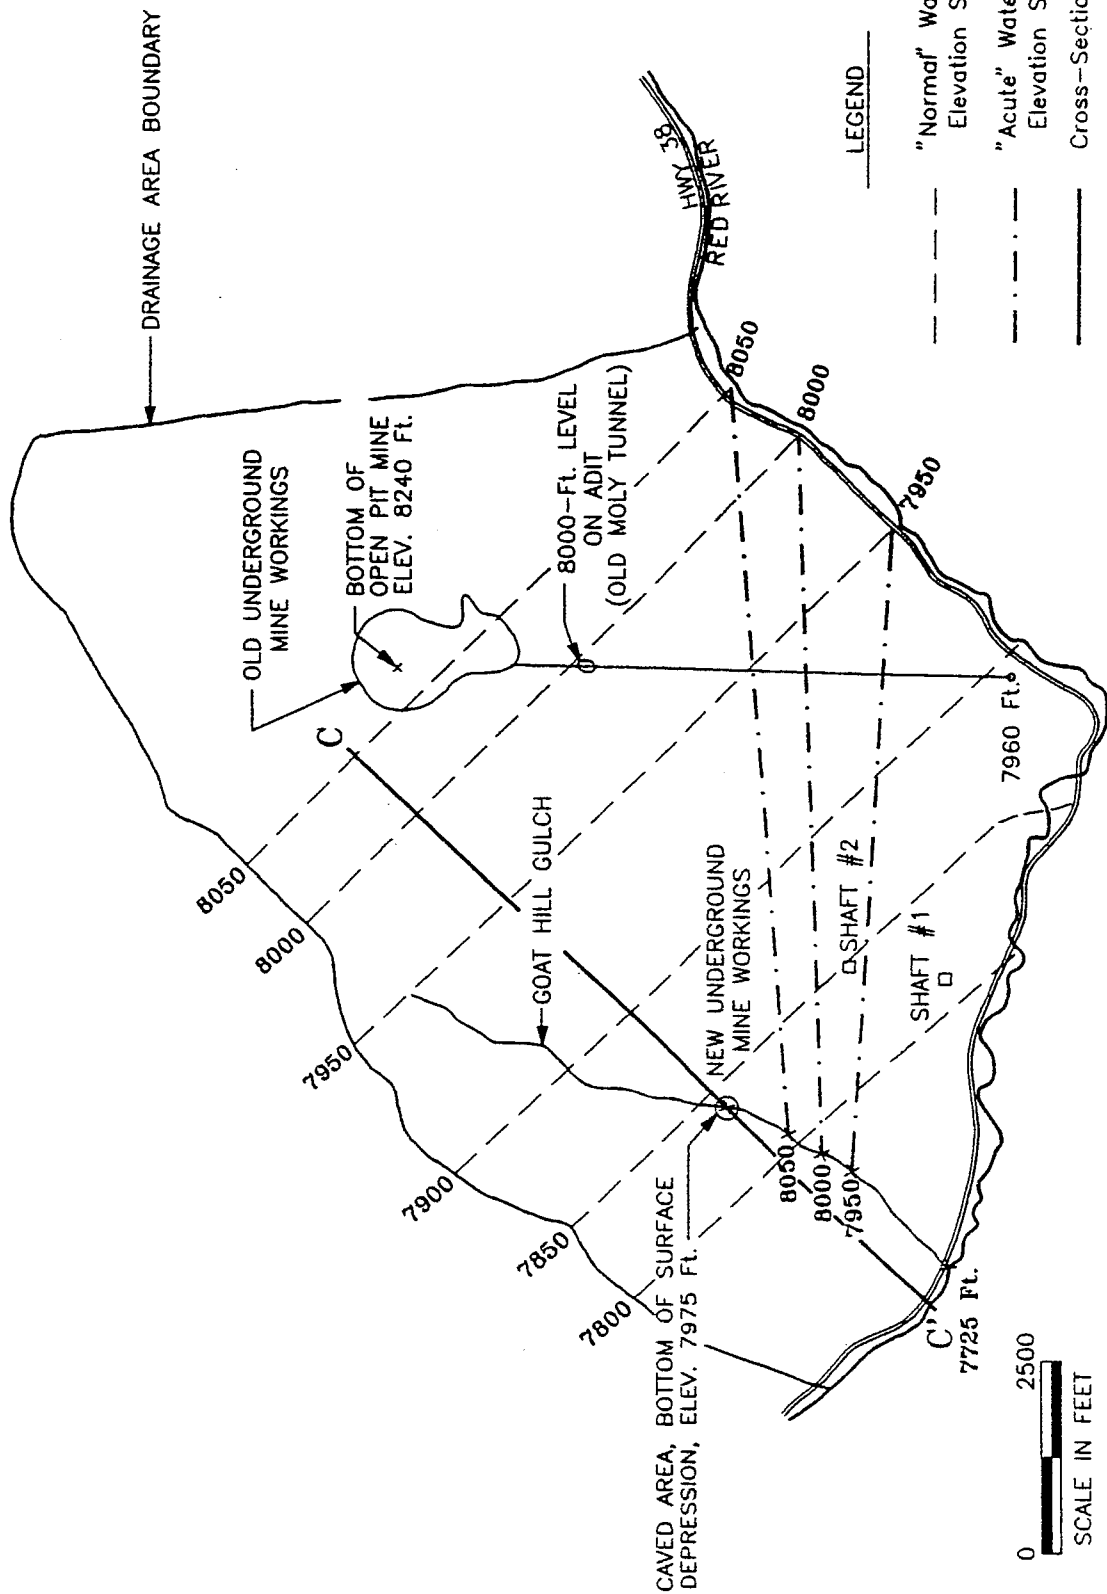 DRAINAGE AREA BOUNDARY
OLD UNDERGROUND
MINE WORKINGS
BOTTOM OF
OPEN PIT MINE
ELEV. 8240 Ft.
8000-Ft. LEVEL
ON ADIT
(OLD MOLY TUNNEL)
HWY 38
RED RIVER
8050
8000
7950
C
GOAT HILL GULCH
8050
8000
7950
7900
7850
7800
NEW UNDERGROUND
MINE WORKINGS
SHAFT #2
SHAFT #1
7960 Ft.
8050
8000
7950
CAVED AREA, BOTTOM OF SURFACE
DEPRESSION, ELEV. 7975 Ft.
C'
7725 Ft.
0 2500
SCALE IN FEET
LEGEND
"Normal" Wa
Elevation S
"Acute" Wate
Elevation S
Cross-Sectio